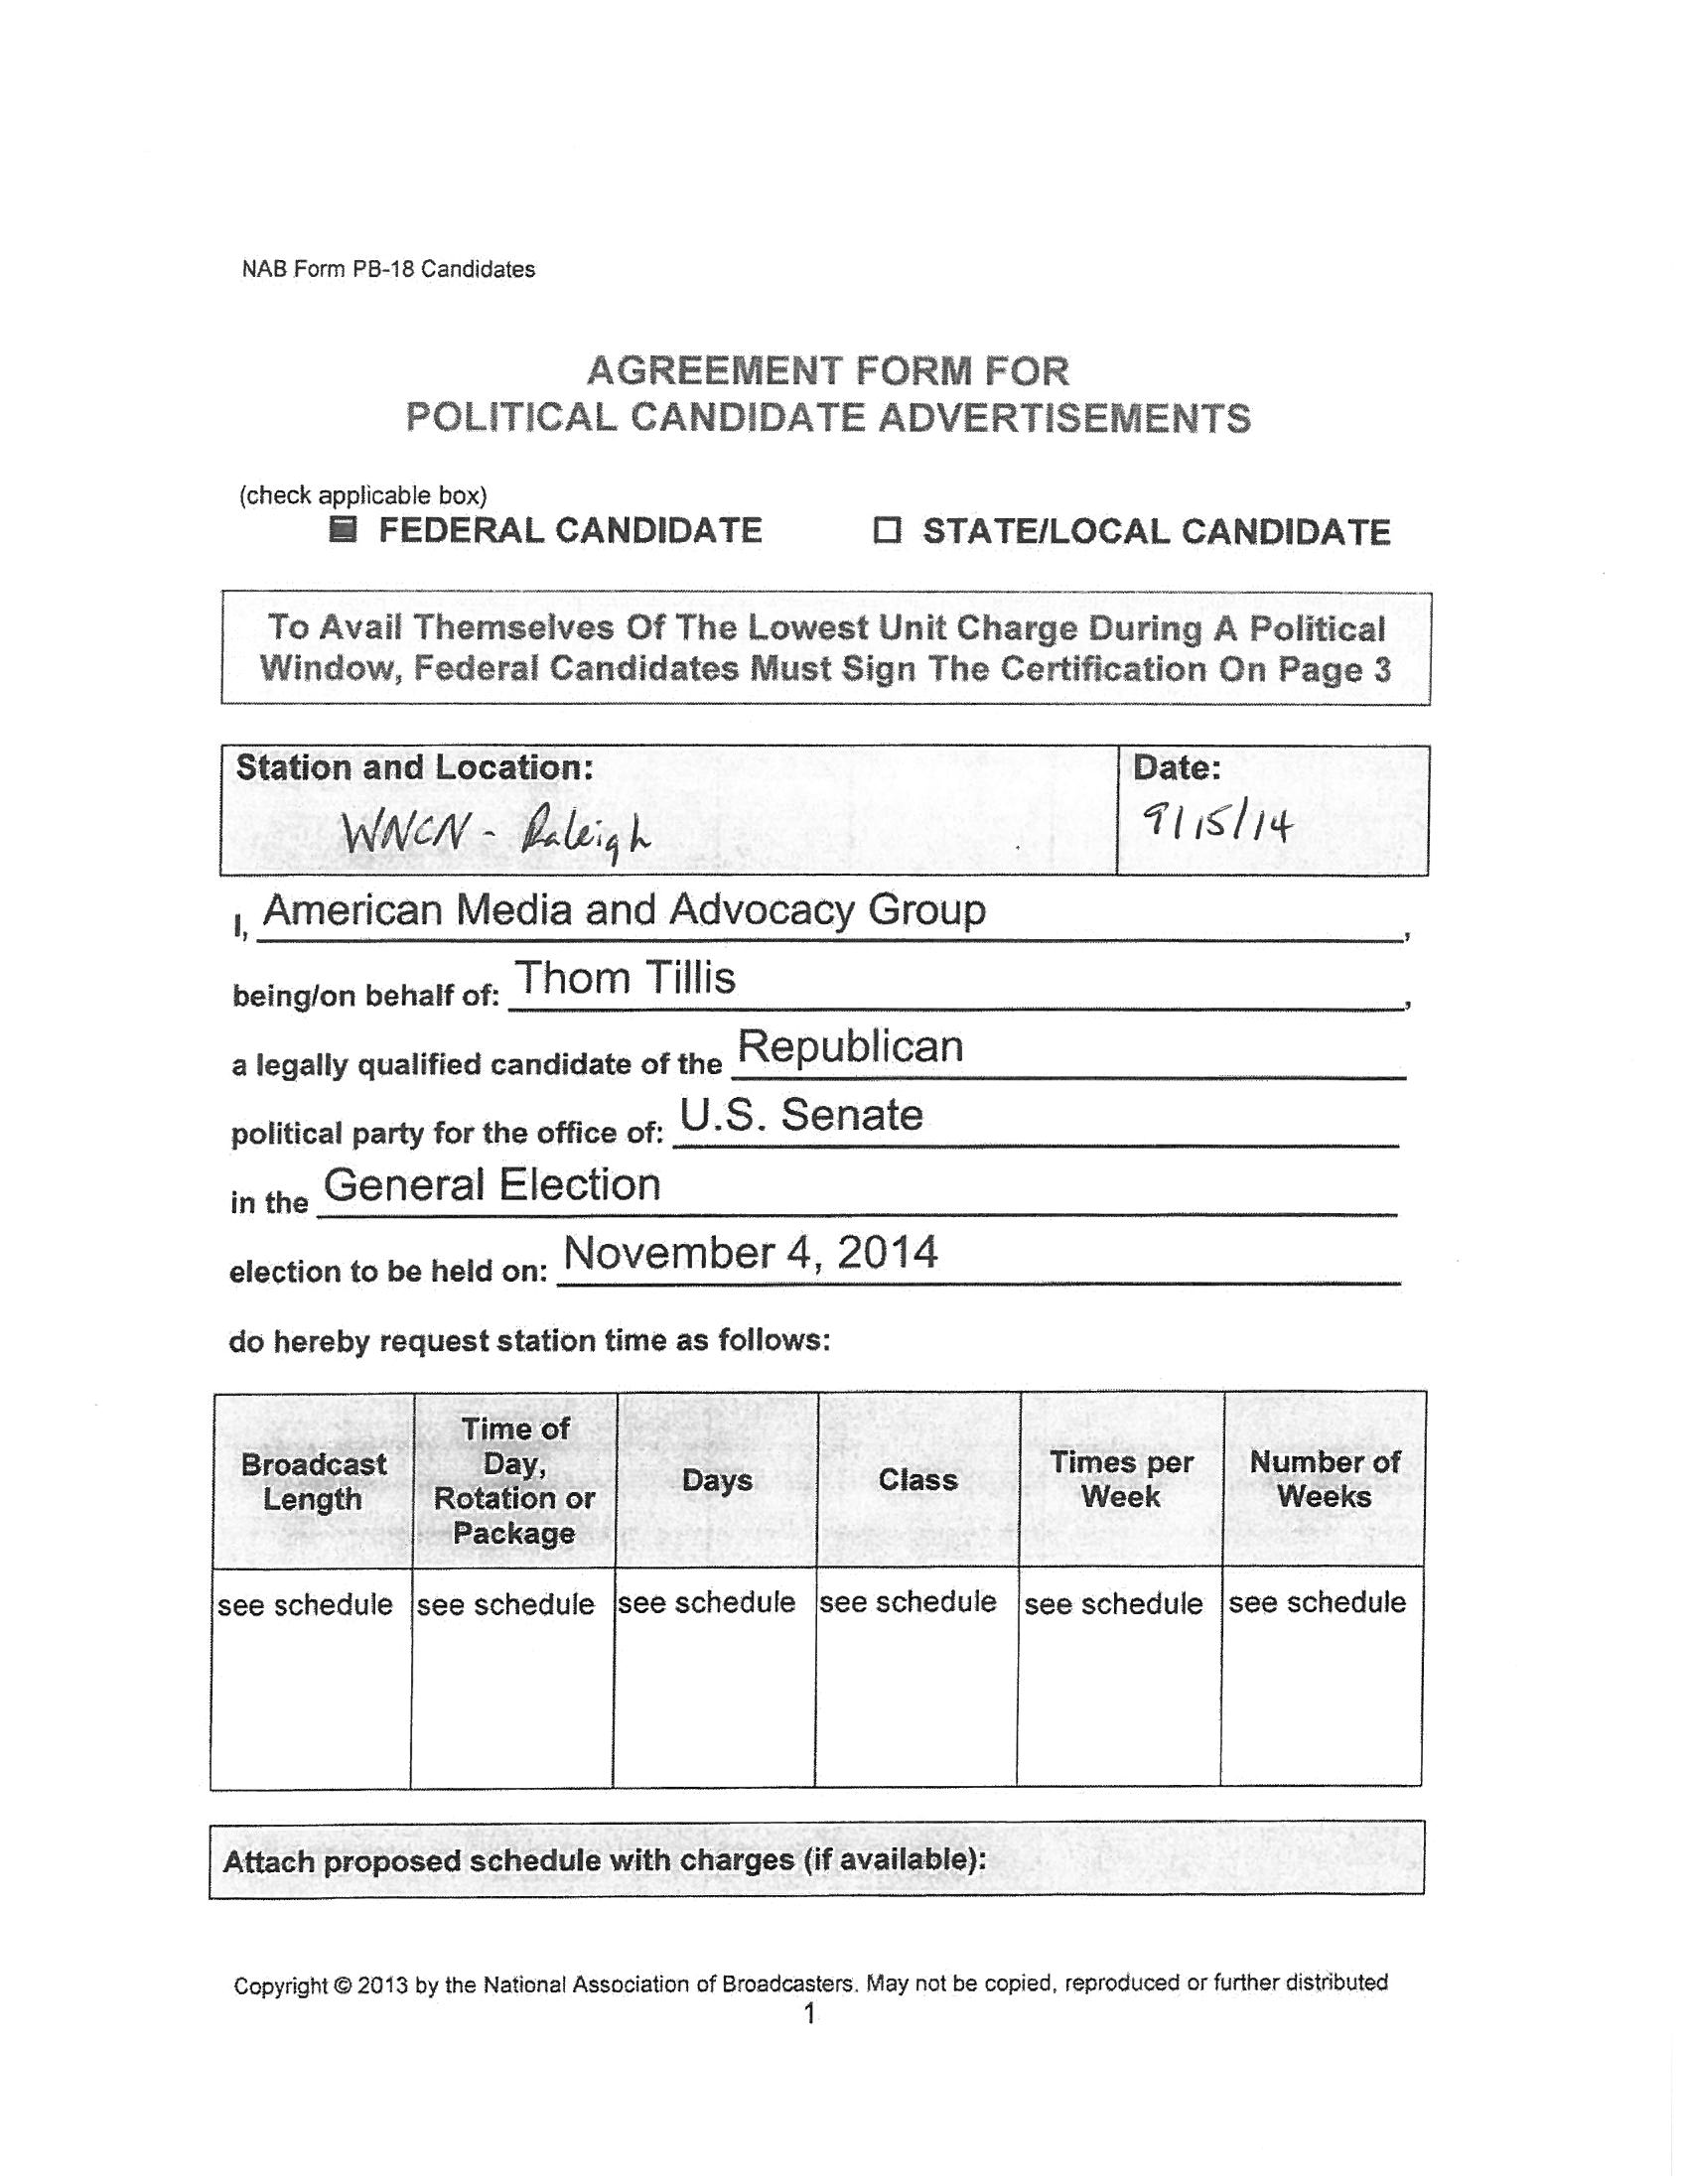 NAB Form PB-18 Candidates
AGREEMENT FORM FOR
POLITICAL CANDIDATE ADVERTISEMENTS
(check applicable box)
FEDERAL CANDIDATE STATE/LOCAL CANDIDATE
To Avail Themselves Of The Lowest Unit Charge During A Political
Window, Federal Candidates Must Sign The Certification On Page 3
Station and Location: Date:
WNCN - Raleigh 9/15/14
I, American Media and Advocacy Group,
being/on behalf of: Thom Tillis,
a legally qualified candidate of the Republican
political party for the office of: U.S. Senate
in the General Election
election to be held on: November 4, 2014
do hereby request station time as follows:
Broadcast Length Time of Day, Rotation or Package Days Class Times per Week Number of Weeks
see schedule see schedule see schedule see schedule see schedule see schedule
Attach proposed schedule with charges (if available):
Copyright © 2013 by the National Association of Broadcasters. May not be copied, reproduced or further distributed
1